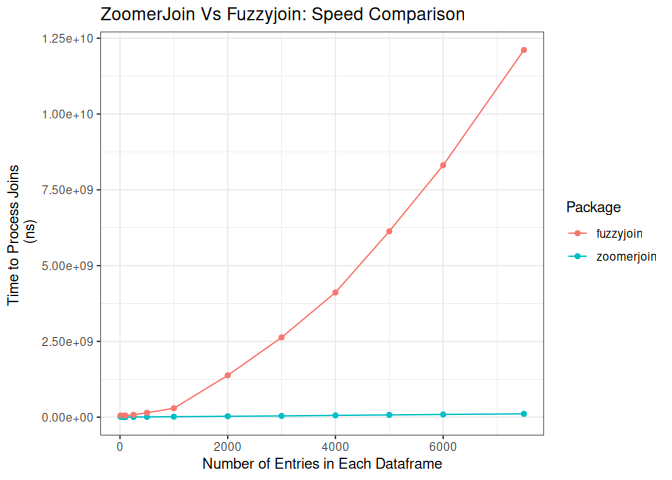 ZoomerJoin Vs Fuzzyjoin: Speed Comparison
1.25e+10
1.00e+10
7.50e+09
5.00e+09
2.50e+09
0.00e+00
Time to Process Joins
(ns)
0 2000 4000 6000
Number of Entries in Each Dataframe
Package
fuzzyjoin
zoomerjoin